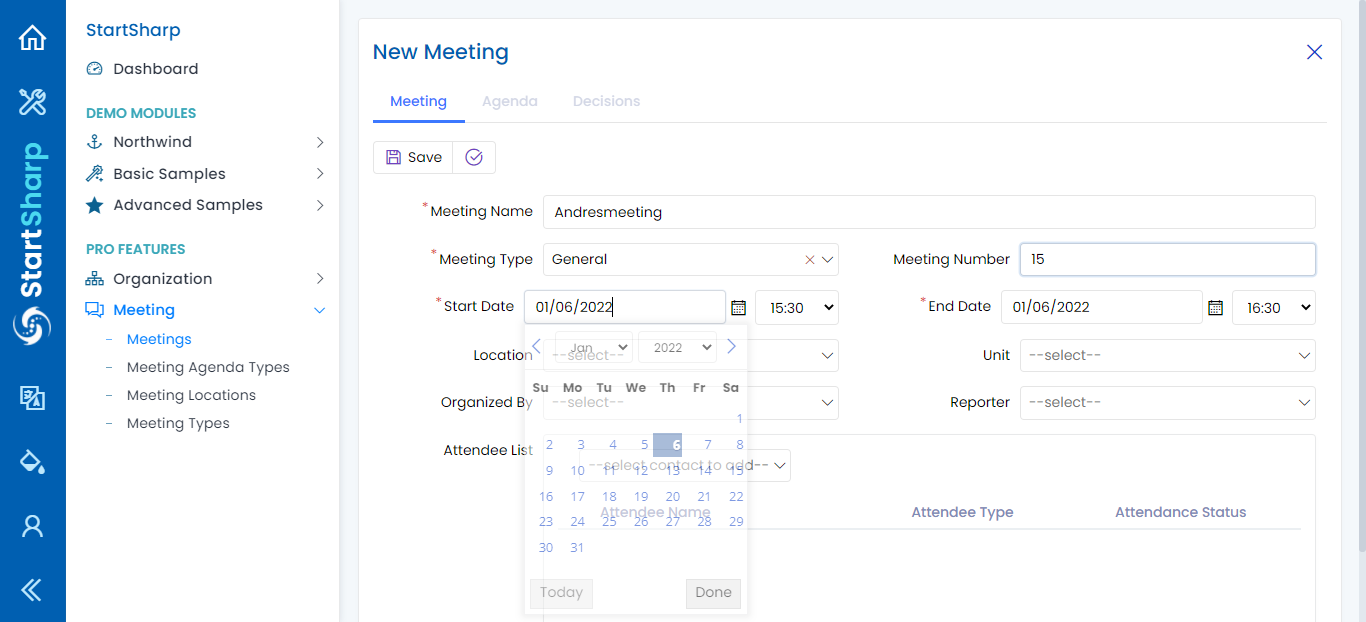 StartSharp
StartSharp
Dashboard
DEMO MODULES
Northwind
Basic Samples
Advanced Samples
PRO FEATURES
Organization
Meeting
– Meetings
– Meeting Agenda Types
– Meeting Locations
– Meeting Types
New Meeting
Meeting Agenda Decisions
Save
*Meeting Name Andresmeeting
*Meeting Type General Meeting Number 15
*Start Date 01/06/2022 15:30 *End Date 01/06/2022 16:30
Location --select-- Unit --select--
Organized By --select-- Reporter --select--
Attendee List --select contact to add--
Attendee Name Attendee Type Attendance Status
Jan 2022
Su Mo Tu We Th Fr Sa
1
2 3 4 5 6 7 8
9 10 11 12 13 14 15
16 17 18 19 20 21 22
23 24 25 26 27 28 29
30 31
Today Done